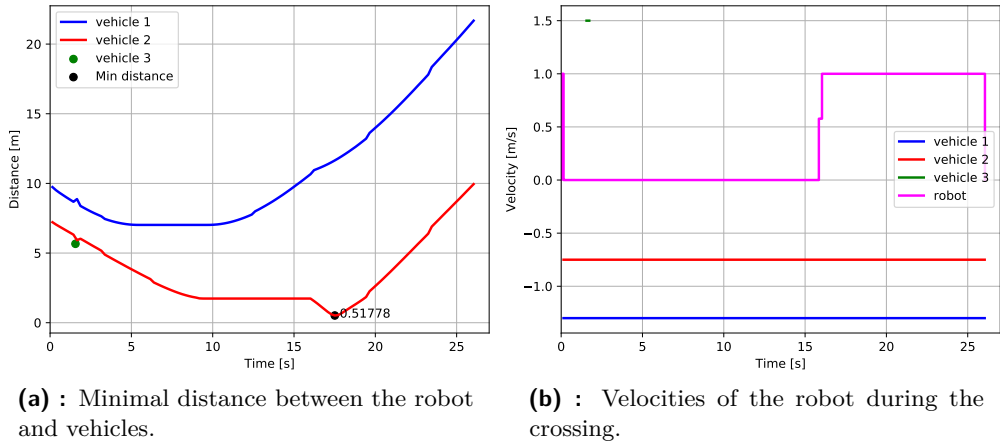 vehicle 1
vehicle 2
vehicle 3
Min distance
20
15
10
5
0
Distance [m]
0.51778
0 5 10 15 20 25
Time [s]
1.5
1.0
0.5
0.0
−0.5
−1.0
Velocity [m/s]
vehicle 1
vehicle 2
vehicle 3
robot
0 5 10 15 20 25
Time [s]
(a) : Minimal distance between the robot
and vehicles.
(b) : Velocities of the robot during the
crossing.